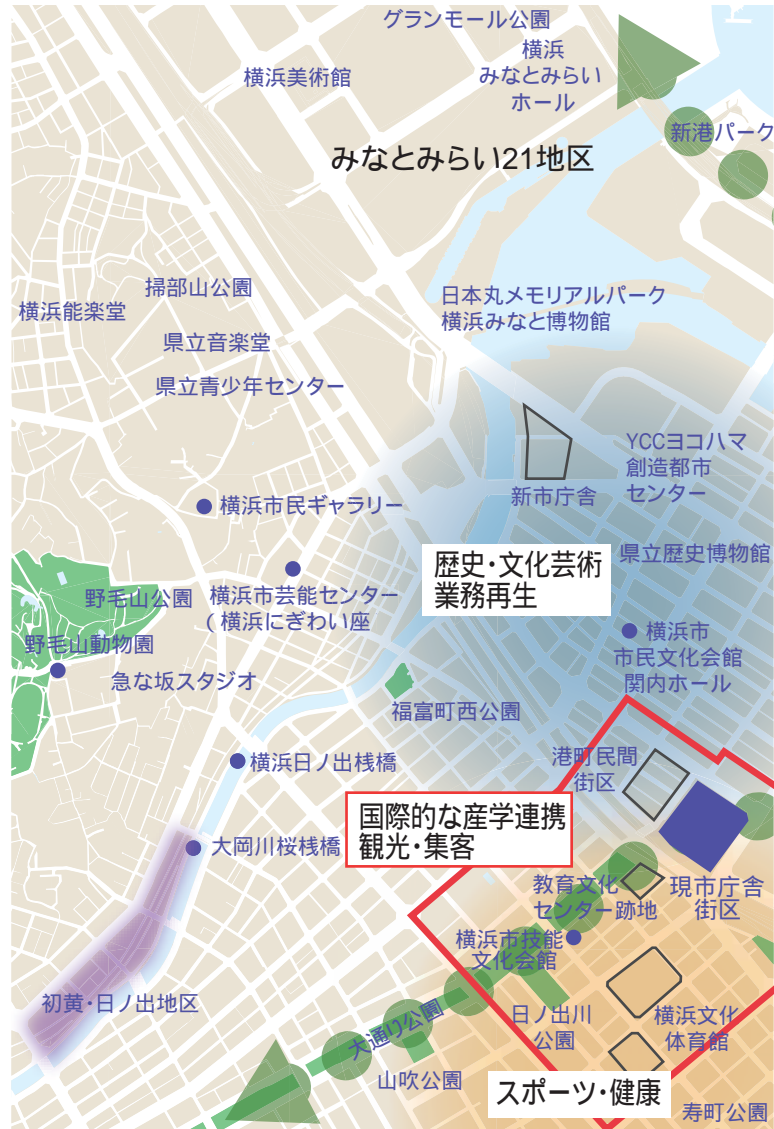 グランモール公園
横浜
みなとみらい
ホール
横浜美術館
新港パーク
みなとみらい21地区
掃部山公園
横浜能楽堂
日本丸メモリアルパーク
横浜みなと博物館
県立音楽堂
県立青少年センター
YCCヨコハマ
創造都市
センター
新市庁舎
横浜市民ギャラリー
歴史・文化芸術
業務再生
県立歴史博物館
野毛山公園
横浜市芸能センター
(横浜にぎわい座
野毛山動物園
横浜市
市民文化会館
関内ホール
急な坂スタジオ
福富町西公園
横浜日ノ出桟橋
港町民間
街区
国際的な産学連携
観光・集客
大岡川桜桟橋
教育文化
センター跡地
現市庁舎
街区
横浜市技能
文化会館
初黄・日ノ出地区
日ノ出川
公園
横浜文化
体育館
大通り公園
山吹公園
スポーツ・健康
寿町公園